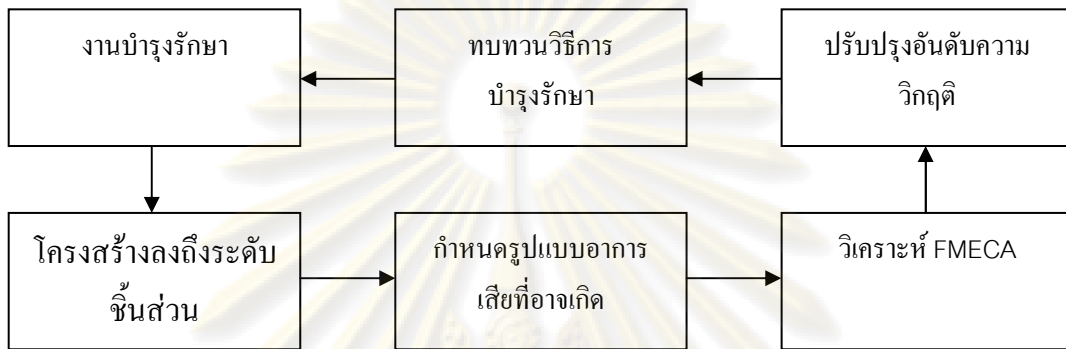 งานบำรุงรักษา
ทบทวนวิธีการ
บำรุงรักษา
ปรับปรุงอันดับความ
วิกฤติ
โครงสร้างลงถึงระดับ
ชิ้นส่วน
กำหนดรูปแบบอาการ
เสียที่อาจเกิด
วิเคราะห์ FMECA